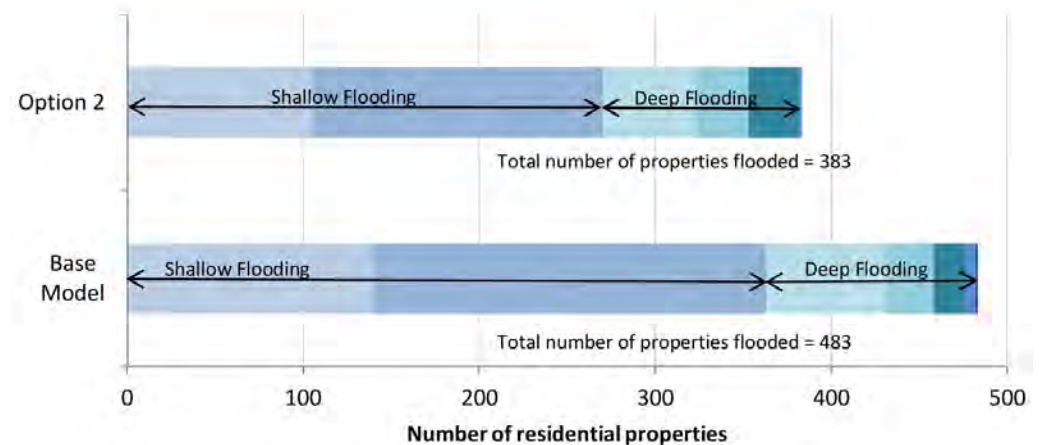 Option 2
Shallow Flooding
Deep Flooding
Total number of properties flooded = 383
Base
Model
Shallow Flooding
Deep Flooding
Total number of properties flooded = 483
0 100 200 300 400 500
Number of residential properties